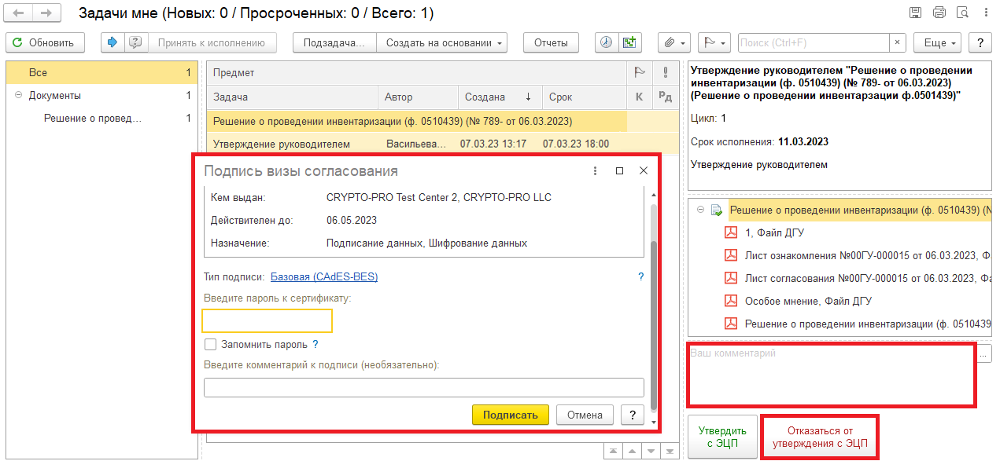 Задачи мне (Новых: 0 / Просроченных: 0 / Всего: 1)
Обновить
Принять к исполнению
Подзадача...
Создать на основании
Отчеты
Поиск (Ctrl+F)
×
Еще
?
Все 1
Документы 1
Решение о провед... 1
Предмет
Задача Автор Создана ↓ Срок К Рд
Решение о проведении инвентаризации (ф. 0510439) (№ 789- от 06.03.2023)
Утверждение руководителем Васильева... 07.03.23 13:17 07.03.23 18:00
Подпись визы согласования
Кем выдан: CRYPTO-PRO Test Center 2, CRYPTO-PRO LLC
Действителен до: 06.05.2023
Назначение: Подписание данных, Шифрование данных
Тип подписи: Базовая (CAdES-BES) ?
Введите пароль к сертификату:
Запомнить пароль ?
Введите комментарий к подписи (необязательно):
Подписать
Отмена
?
Утверждение руководителем "Решение о проведении
инвентаризации (ф. 0510439) (№ 789- от 06.03.2023)
(Решение о проведении инвентарзации ф.0501439)"
Цикл: 1
Срок исполнения: 11.03.2023
Утверждение руководителем
Решение о проведении инвентаризации (ф. 0510439) (№
1, Файл ДГУ
Лист ознакомления №00ГУ-000015 от 06.03.2023, Ф
Лист согласования №00ГУ-000015 от 06.03.2023, Фа
Особое мнение, Файл ДГУ
Решение о проведении инвентаризации (ф. 0510439
Ваш комментарий
...
Утвердить
с ЭЦП
Отказаться от
утверждения с ЭЦП